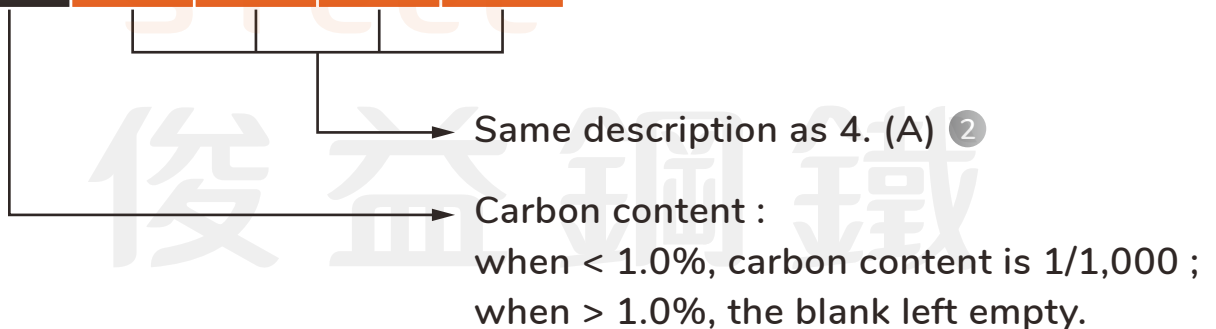 Steel
Same description as 4. (A) 2
俊益鋼鐵
Carbon content :
when < 1.0%, carbon content is 1/1,000 ;
when > 1.0%, the blank left empty.